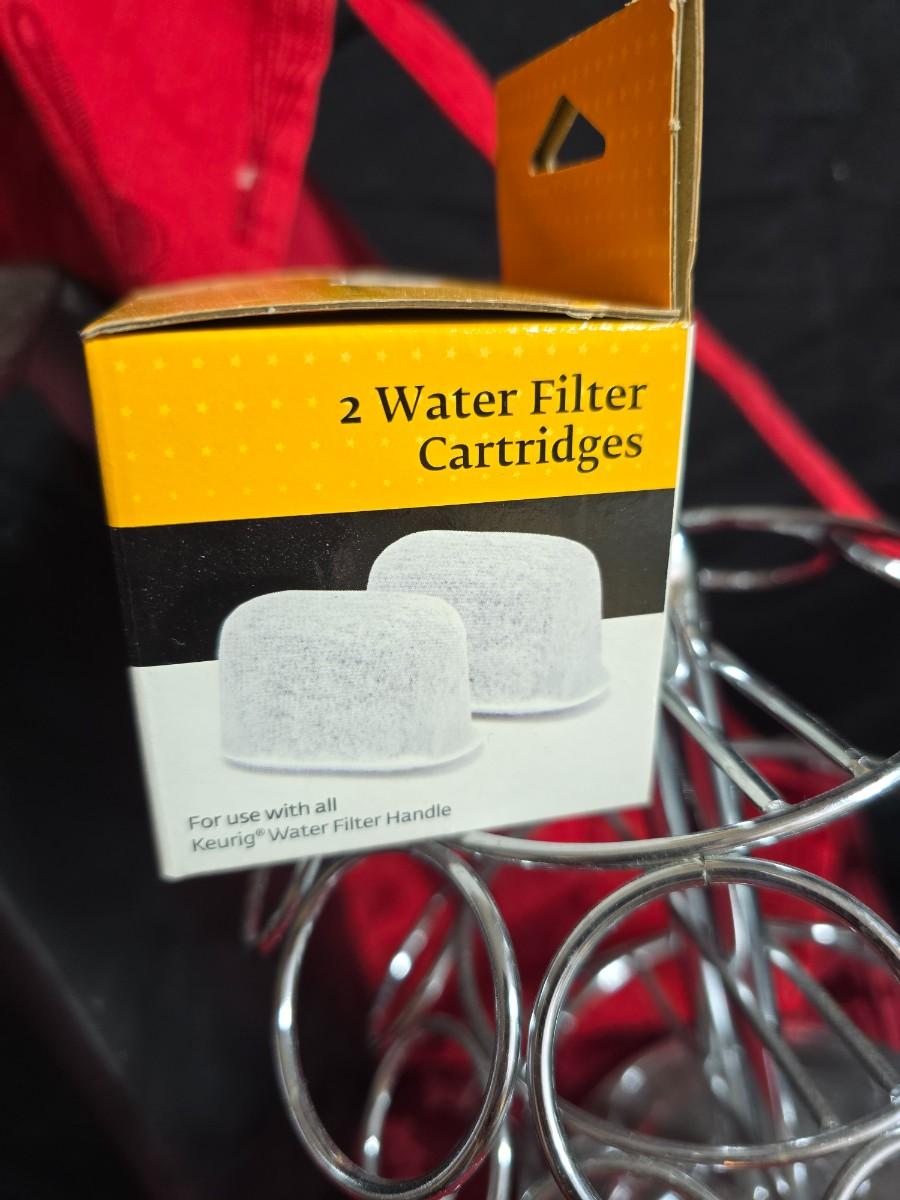 2 Water Filter
Cartridges
For use with all
Keurig® Water Filter Handle